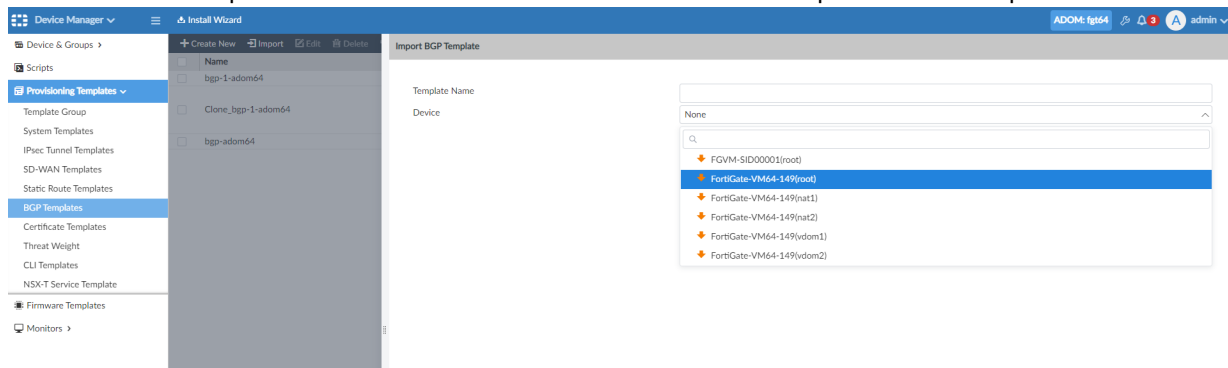 Device Manager
Install Wizard
ADOM: fgt64
3
A
admin
Device & Groups
Scripts
Provisioning Templates
Template Group
System Templates
IPsec Tunnel Templates
SD-WAN Templates
Static Route Templates
BGP Templates
Certificate Templates
Threat Weight
CLI Templates
NSX-T Service Template
Firmware Templates
Monitors
Create New Import Edit Delete
Name
bgp-1-adom64
Clone_bgp-1-adom64
bgp-adom64
Import BGP Template
Template Name
Device
None
FGVM-SID00001(root)
FortiGate-VM64-149(root)
FortiGate-VM64-149(nat1)
FortiGate-VM64-149(nat2)
FortiGate-VM64-149(vdom1)
FortiGate-VM64-149(vdom2)